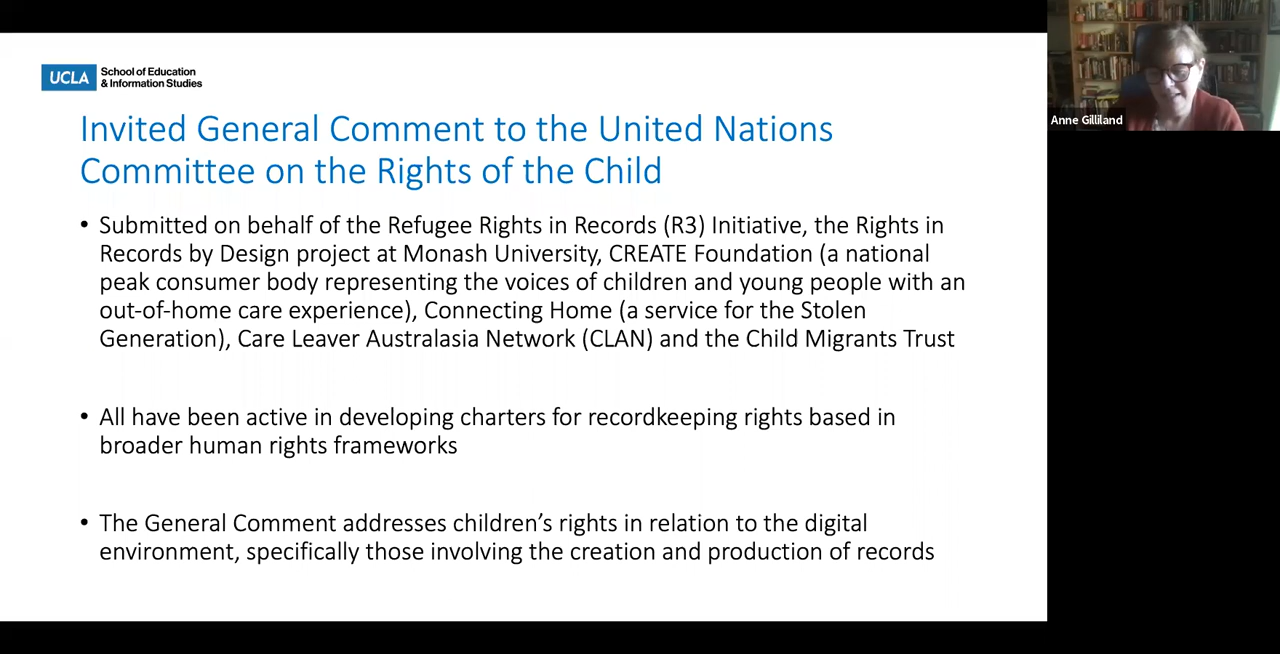 UCLA School of Education
& Information Studies
Invited General Comment to the United Nations
Committee on the Rights of the Child
• Submitted on behalf of the Refugee Rights in Records (R3) Initiative, the Rights in
Records by Design project at Monash University, CREATE Foundation (a national
peak consumer body representing the voices of children and young people with an
out-of-home care experience), Connecting Home (a service for the Stolen
Generation), Care Leaver Australasia Network (CLAN) and the Child Migrants Trust
• All have been active in developing charters for recordkeeping rights based in
broader human rights frameworks
• The General Comment addresses children’s rights in relation to the digital
environment, specifically those involving the creation and production of records
Anne Gilliland